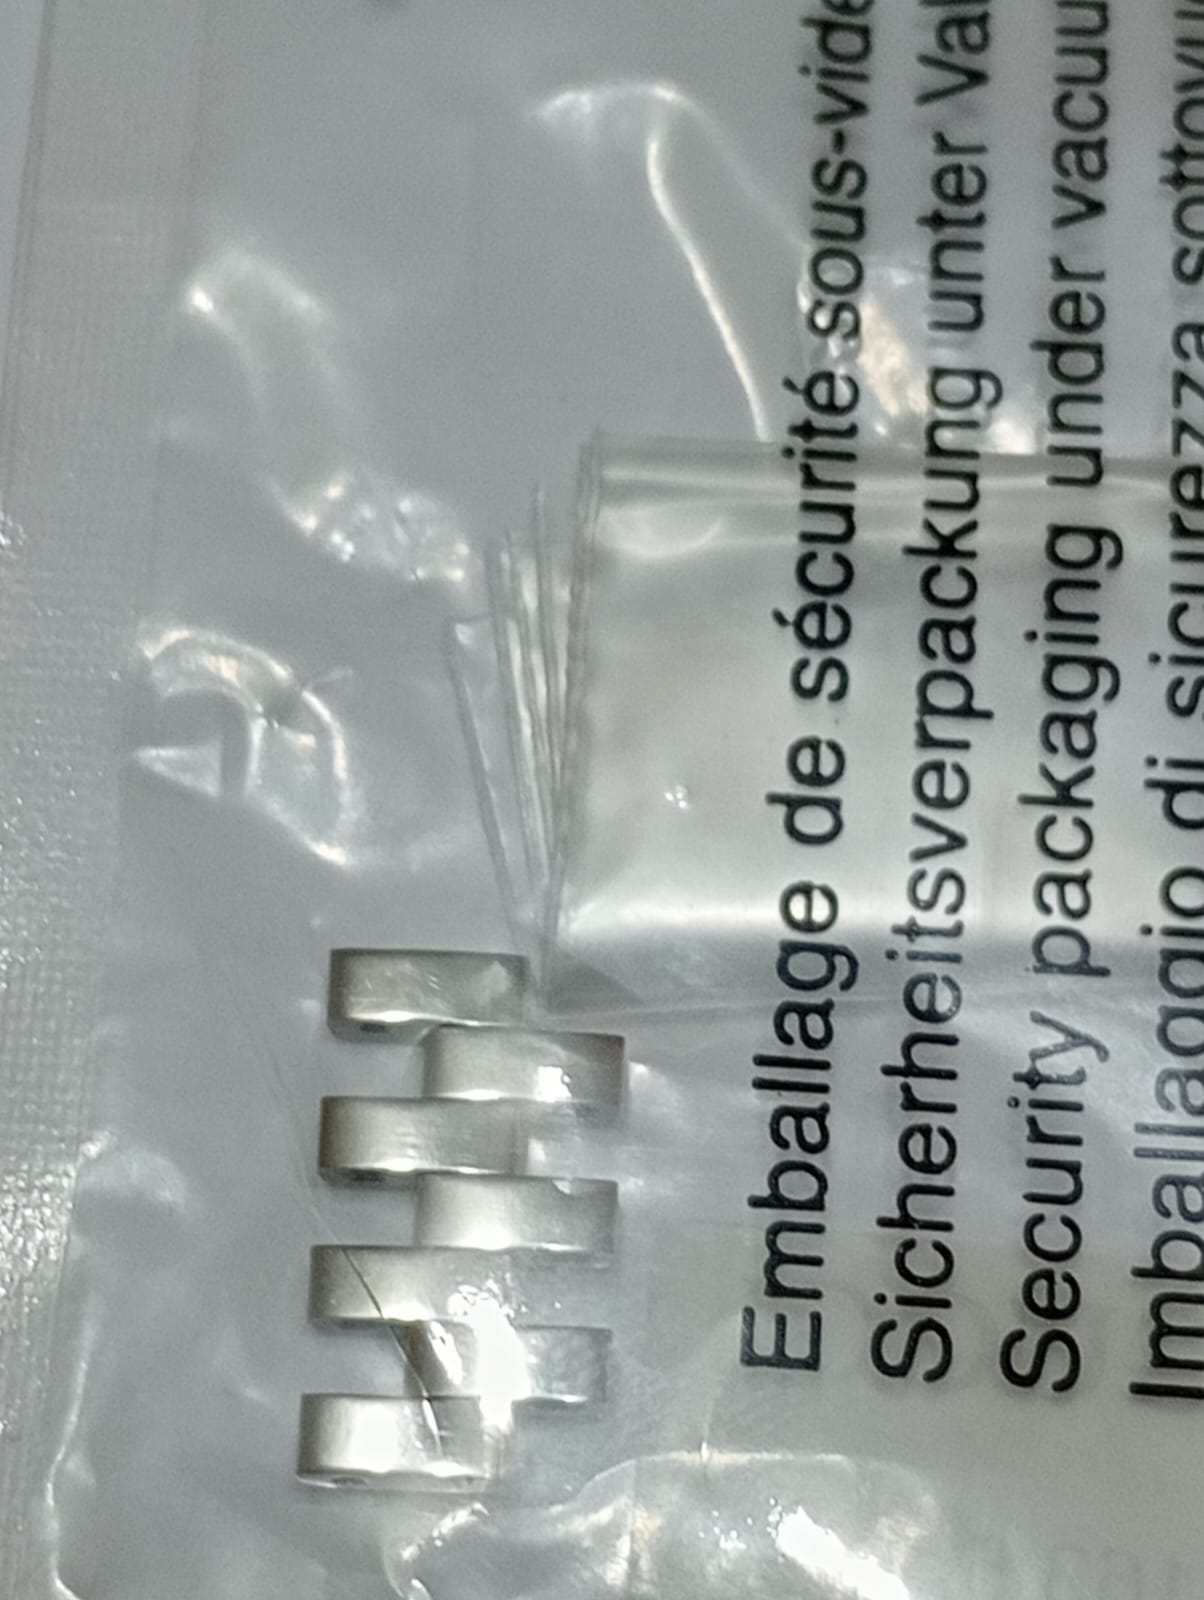 Emballage de sécurité sous-vide
Sicherheitsverpackung unter
Security packaging under
Imballaggio di sicurezza